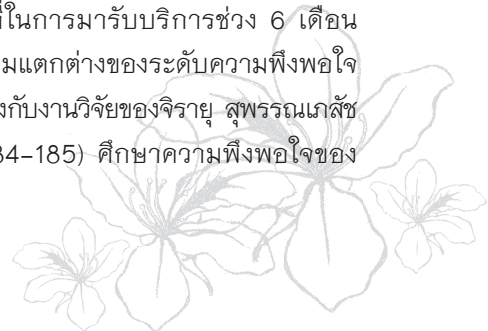 ที่ในการมารับบริการช่วง 6 เดือน
มแตกต่างของระดับความพึงพอใจ
งกับงานวิจัยของจิรายุ สุพรรณเภสัช
34-185) ศึกษาความพึงพอใจของ